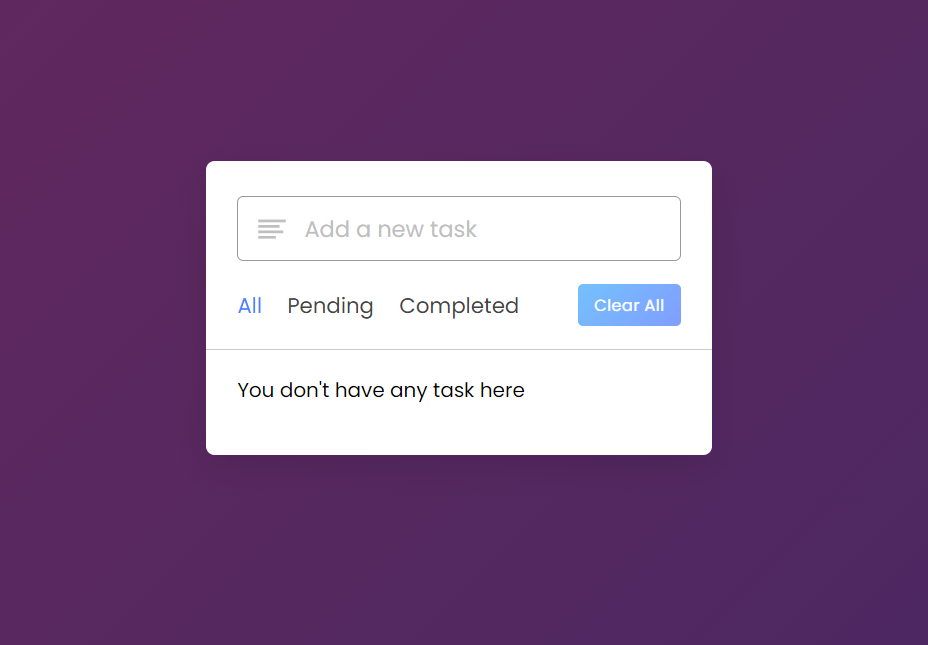 Add a new task
All Pending Completed Clear All
You don't have any task here